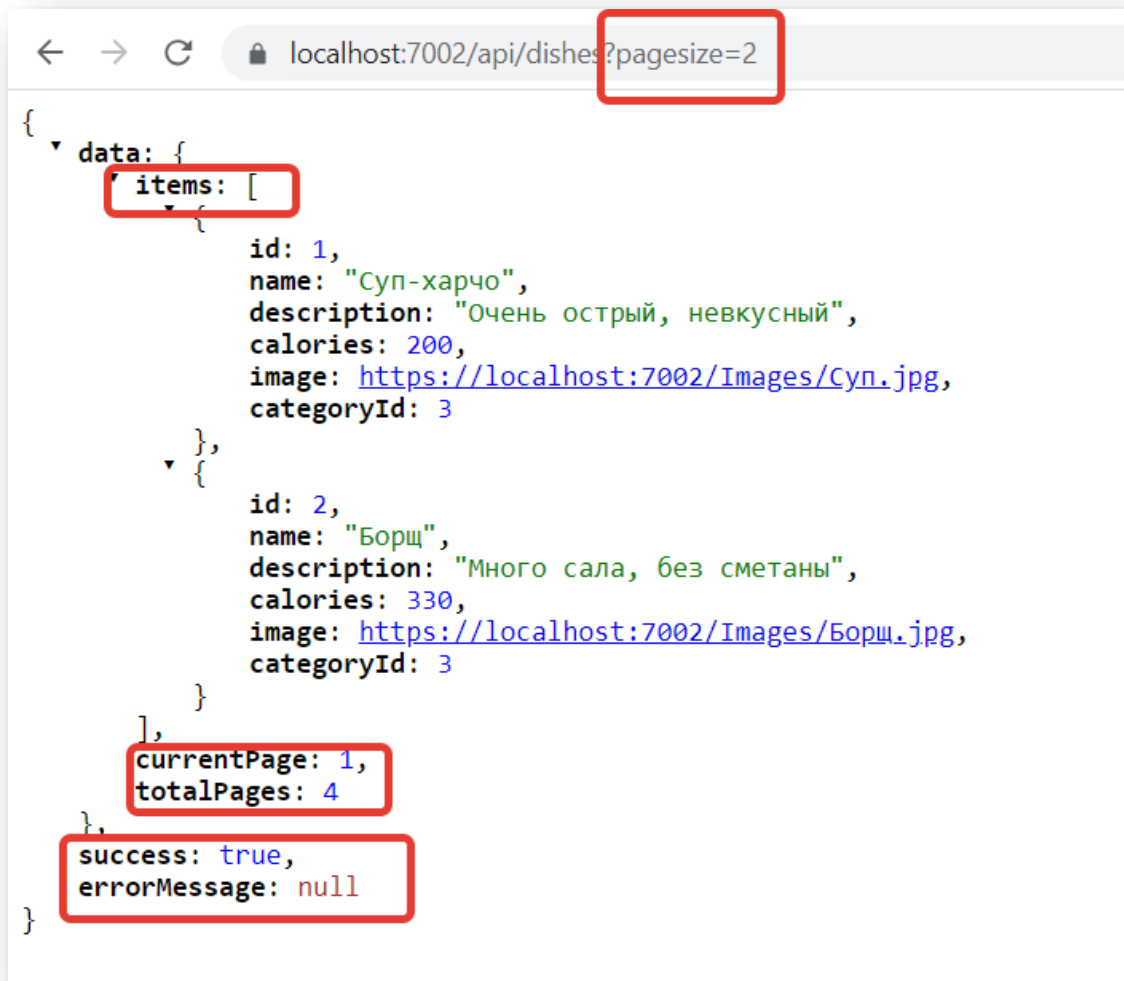 localhost:7002/api/dishes?pagesize=2
{
data: {
items: [
{
id: 1,
name: "Суп-харчо",
description: "Очень острый, невкусный",
calories: 200,
image: https://localhost:7002/Images/Суп.jpg,
categoryId: 3
},
{
id: 2,
name: "Борщ",
description: "Много сала, без сметаны",
calories: 330,
image: https://localhost:7002/Images/Борщ.jpg,
categoryId: 3
}
],
currentPage: 1,
totalPages: 4
},
success: true,
errorMessage: null
}